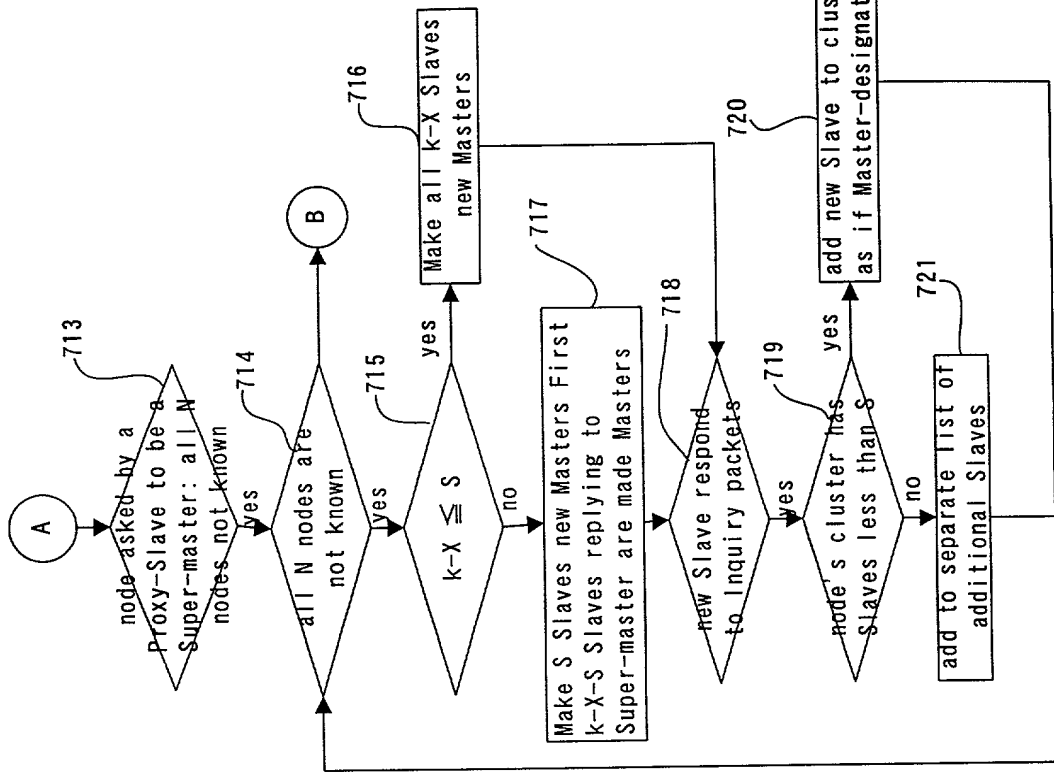 A
713
node asked by a
Proxy-Slave to be a
Super-master: all N
nodes not known
yes
714
all N nodes are
not known
B
yes
715
k-X ≦ S
yes
716
Make all k-X Slaves
new Masters
no
717
Make S Slaves new Masters First
k-X-S Slaves replying to
Super-master are made Masters
718
new Slave respond
to Inquiry packets
yes
719
node's cluster has
Slaves less than S
yes
720
add new Slave to
as if
no
721
add to separate list of
additional Slaves